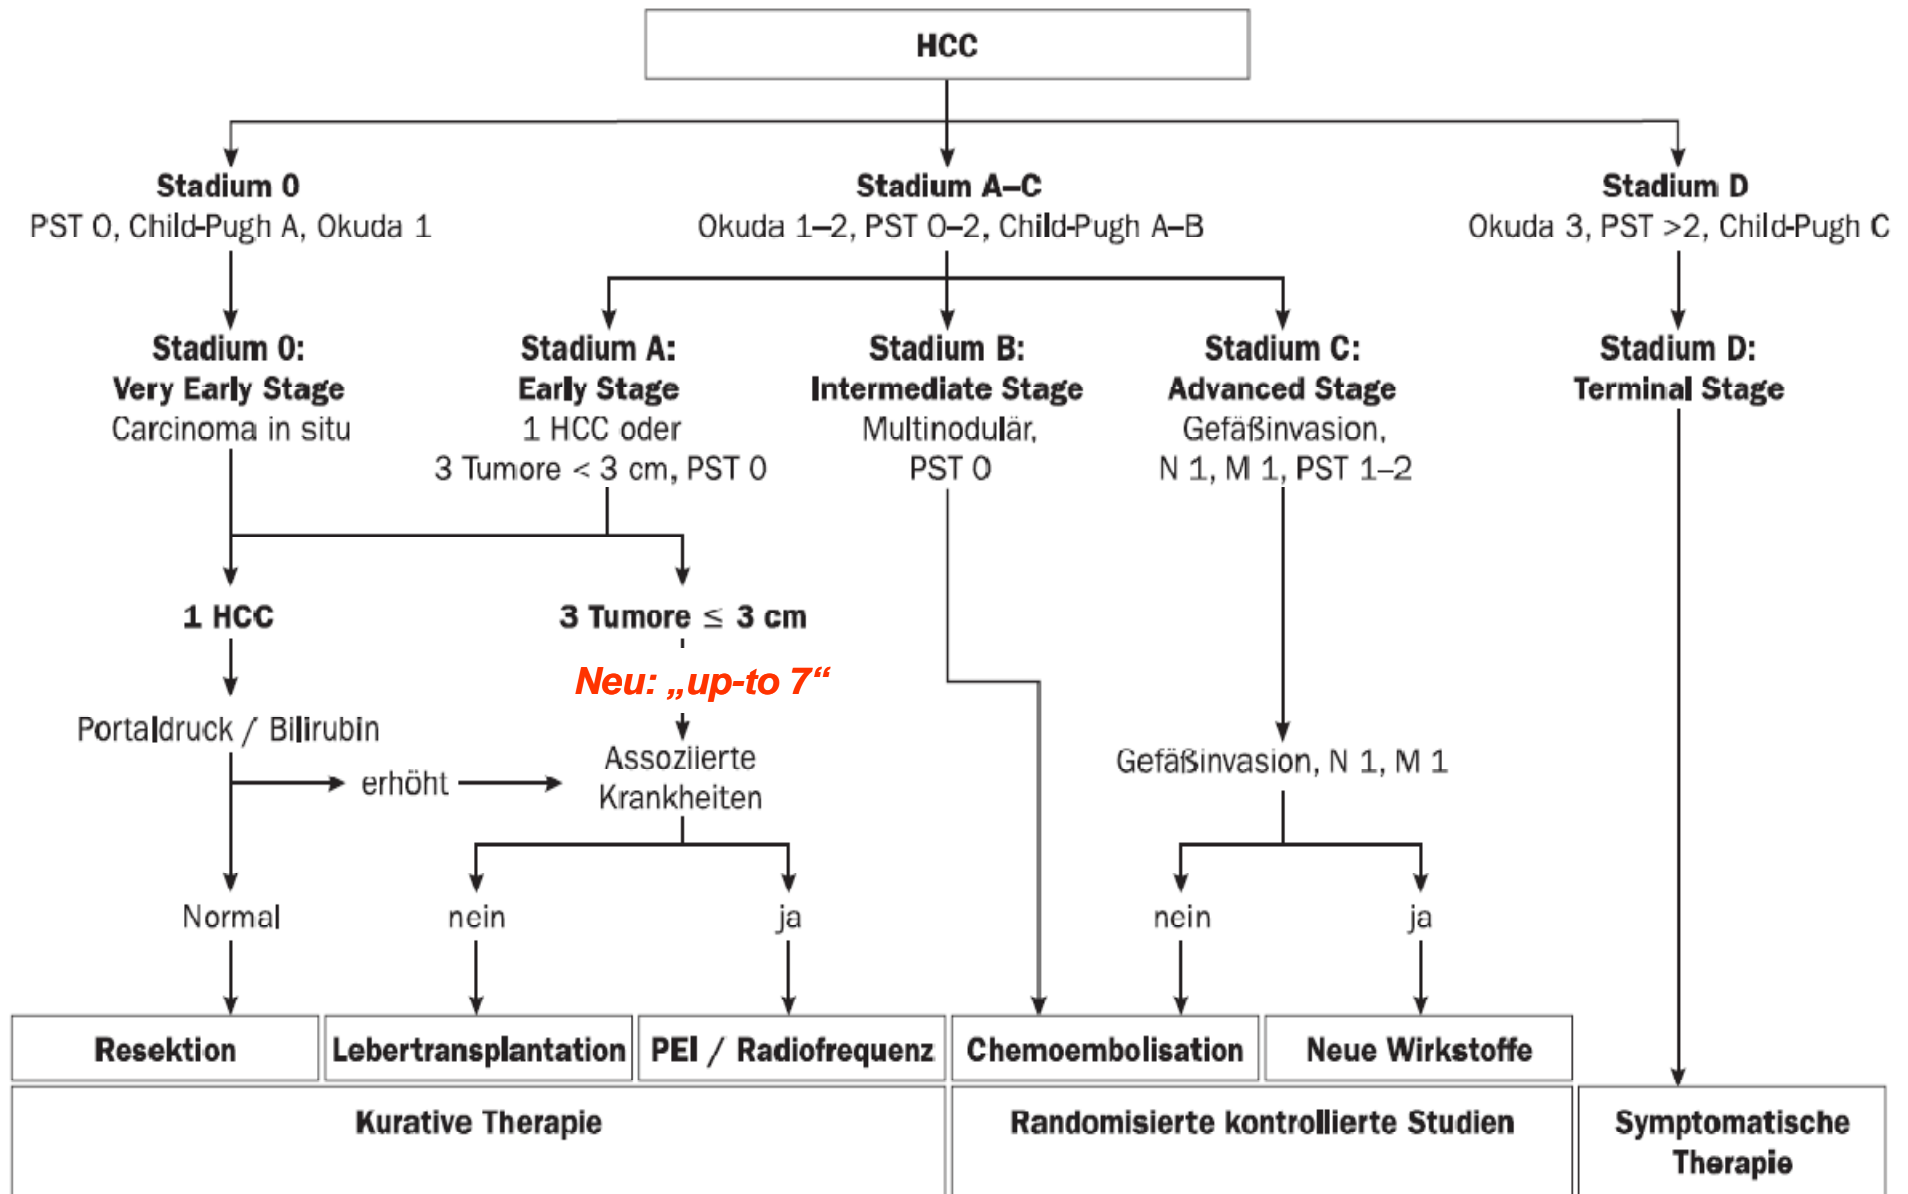 HCC
Stadium 0
PST 0, Child-Pugh A, Okuda 1
Stadium A–C
Okuda 1–2, PST 0–2, Child-Pugh A–B
Stadium D
Okuda 3, PST >2, Child-Pugh C
Stadium 0:
Very Early Stage
Carcinoma in situ
Stadium A:
Early Stage
1 HCC oder
3 Tumore < 3 cm, PST 0
Stadium B:
Intermediate Stage
Multinodulär,
PST 0
Stadium C:
Advanced Stage
Gefäßinvasion,
N 1, M 1, PST 1–2
Stadium D:
Terminal Stage
1 HCC
3 Tumore ≤ 3 cm
Neu: „up-to 7“
Portaldruck / Bilirubin
erhöht
Assoziierte
Krankheiten
Gefäßinvasion, N 1, M 1
Normal
nein
ja
nein
ja
Resektion
Lebertransplantation
PEI / Radiofrequenz
Chemoembolisation
Neue Wirkstoffe
Kurative Therapie
Randomisierte kontrollierte Studien
Symptomatische
Therapie